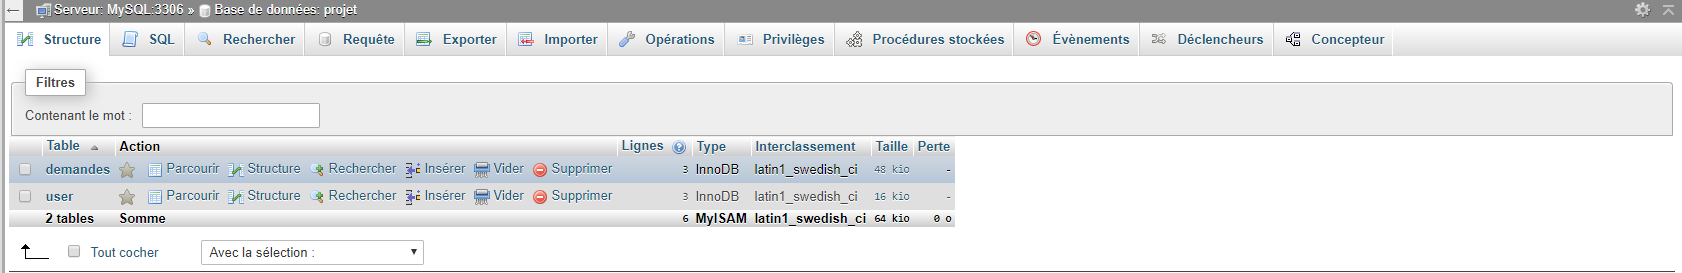 Serveur: MySQL:3306 » Base de données: projet
Structure SQL Rechercher Requête Exporter Importer Opérations Privilèges Procédures stockées Évènements Déclencheurs Concepteur
Filtres
Contenant le mot :
Table Action Lignes Type Interclassement Taille Perte
demandes Parcourir Structure Rechercher Insérer Vider Supprimer 3 InnoDB latin1_swedish_ci 48 kio -
user Parcourir Structure Rechercher Insérer Vider Supprimer 3 InnoDB latin1_swedish_ci 16 kio -
2 tables Somme 6 MyISAM latin1_swedish_ci 64 kio 0 o
Tout cocher Avec la sélection :